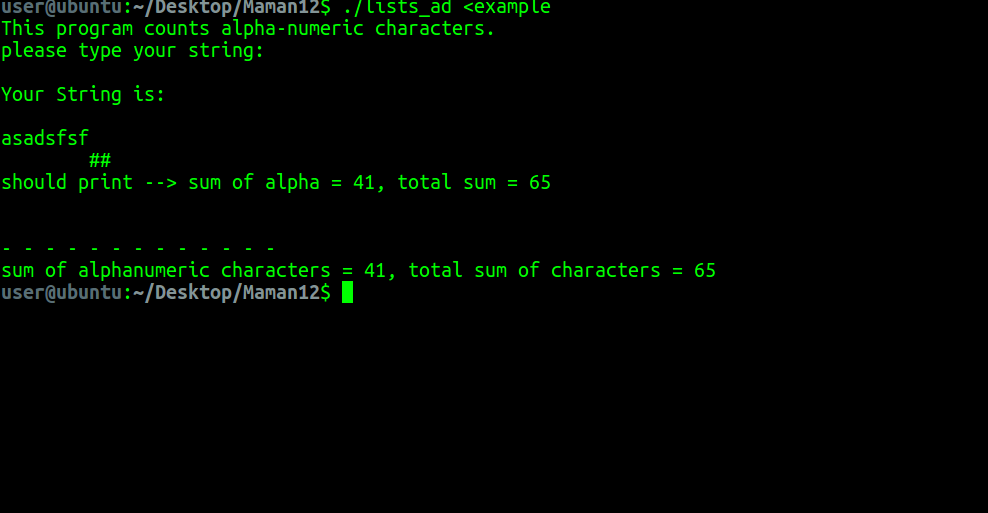 user@ubuntu:~/Desktop/Maman12$ ./lists_ad <example
This program counts alpha-numeric characters.
please type your string:
Your String is:
asadsfsf
##
should print --> sum of alpha = 41, total sum = 65
- - - - - - - - - - - - -
sum of alphanumeric characters = 41, total sum of characters = 65
user@ubuntu:~/Desktop/Maman12$